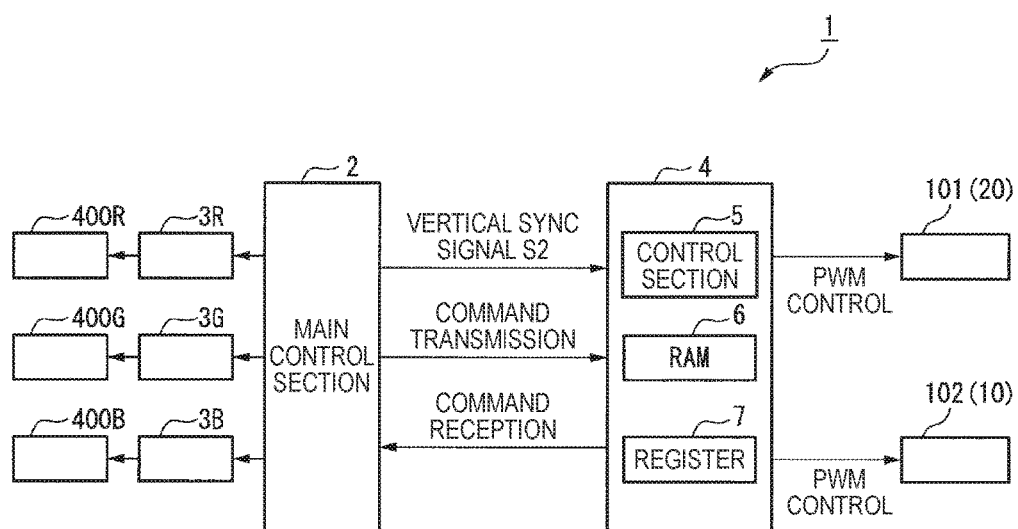 1
2
4
400R
3R
VERTICAL SYNC
SIGNAL S2
5
CONTROL
SECTION
101(20)
PWM
CONTROL
400G
3G
MAIN
CONTROL
SECTION
COMMAND
TRANSMISSION
6
RAM
400B
3B
COMMAND
RECEPTION
7
REGISTER
102(10)
PWM
CONTROL